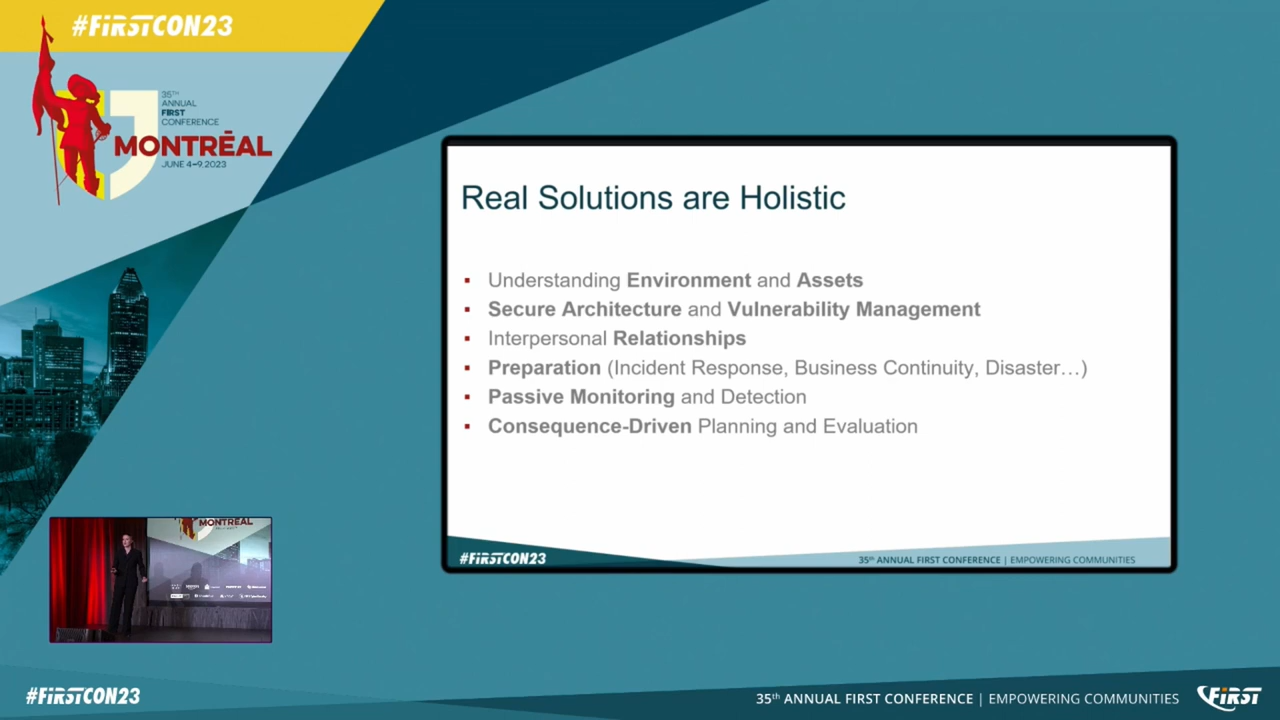 #FiRSTCON23
35TH
ANNUAL
FIRST
CONFERENCE
MONTRĒAL
JUNE 4-9.2023
Real Solutions are Holistic
▪ Understanding Environment and Assets
▪ Secure Architecture and Vulnerability Management
▪ Interpersonal Relationships
▪ Preparation (Incident Response, Business Continuity, Disaster…)
▪ Passive Monitoring and Detection
▪ Consequence-Driven Planning and Evaluation
#FiRSTCON23
35th ANNUAL FIRST CONFERENCE | EMPOWERING COMMUNITIES
MONTRĒAL
#FiRSTCON23
35th ANNUAL FIRST CONFERENCE | EMPOWERING COMMUNITIES
FiRST